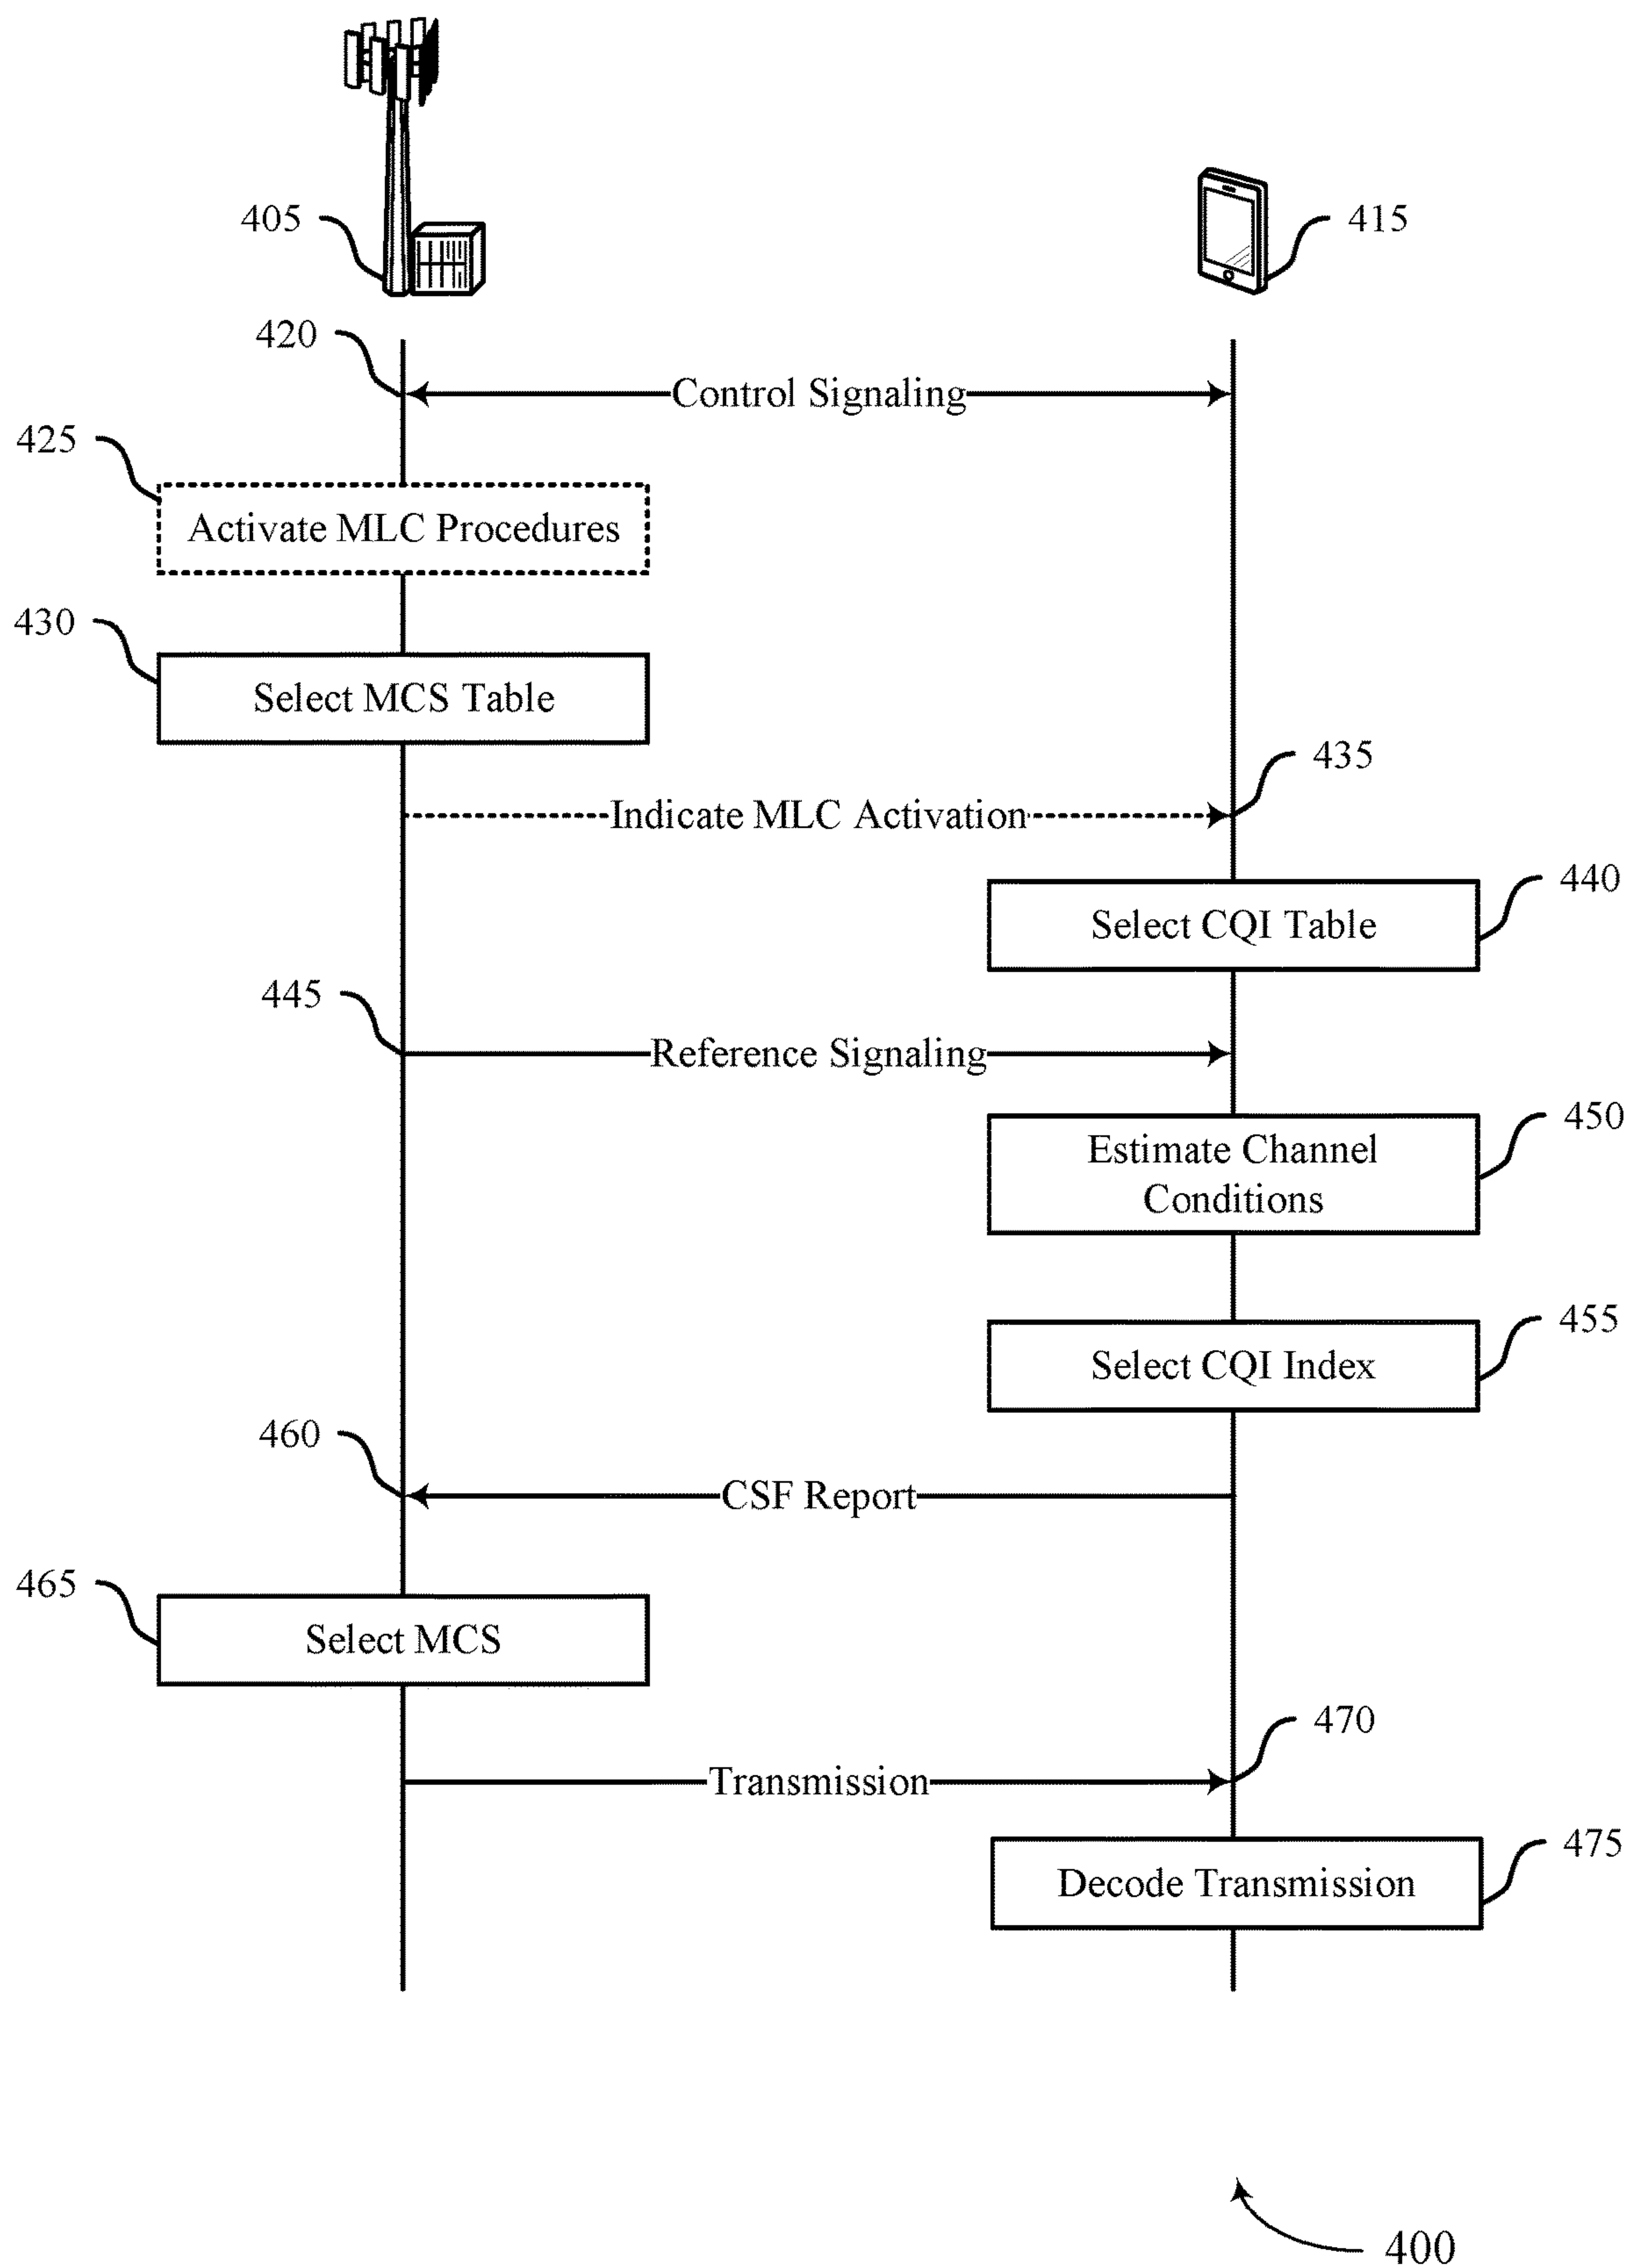 405
415
420
Control Signaling
425
Activate MLC Procedures
430
Select MCS Table
435
Indicate MLC Activation
440
Select CQI Table
445
Reference Signaling
450
Estimate Channel
Conditions
455
Select CQI Index
460
CSF Report
465
Select MCS
470
Transmission
475
Decode Transmission
400